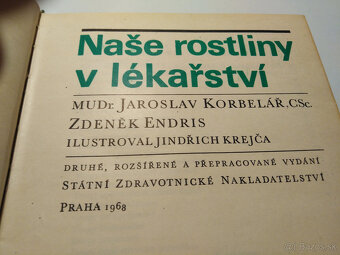 Naše rostliny
v lékařství
MUDr. JAROSLAV KORBELÁŘ, CSc.
ZDENĚK ENDRIS
ILUSTROVAL JINDŘICH KREJČA
DRUHÉ, ROZŠÍŘENÉ A PŘEPRACOVANÉ VYDÁNÍ
STÁTNÍ ZDRAVOTNICKÉ NAKLADATELSTVÍ
PRAHA 1968